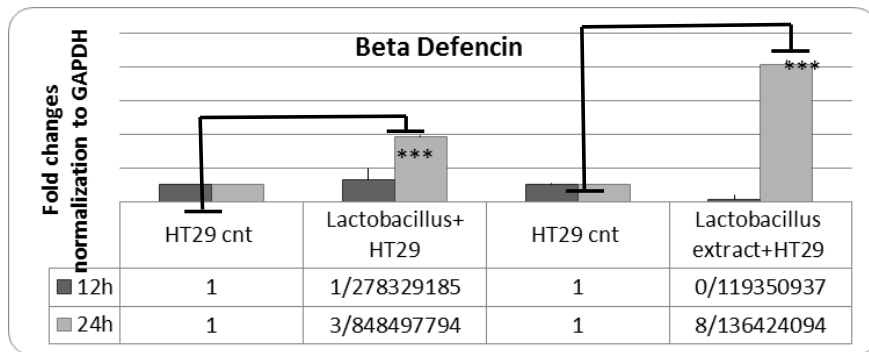 Beta Defencin
Fold changes
normalization to GAPDH
***
***
HT29 cnt
Lactobacillus+
HT29
HT29 cnt
Lactobacillus
extract+HT29
12h 1 1/278329185 1 0/119350937
24h 1 3/848497794 1 8/136424094